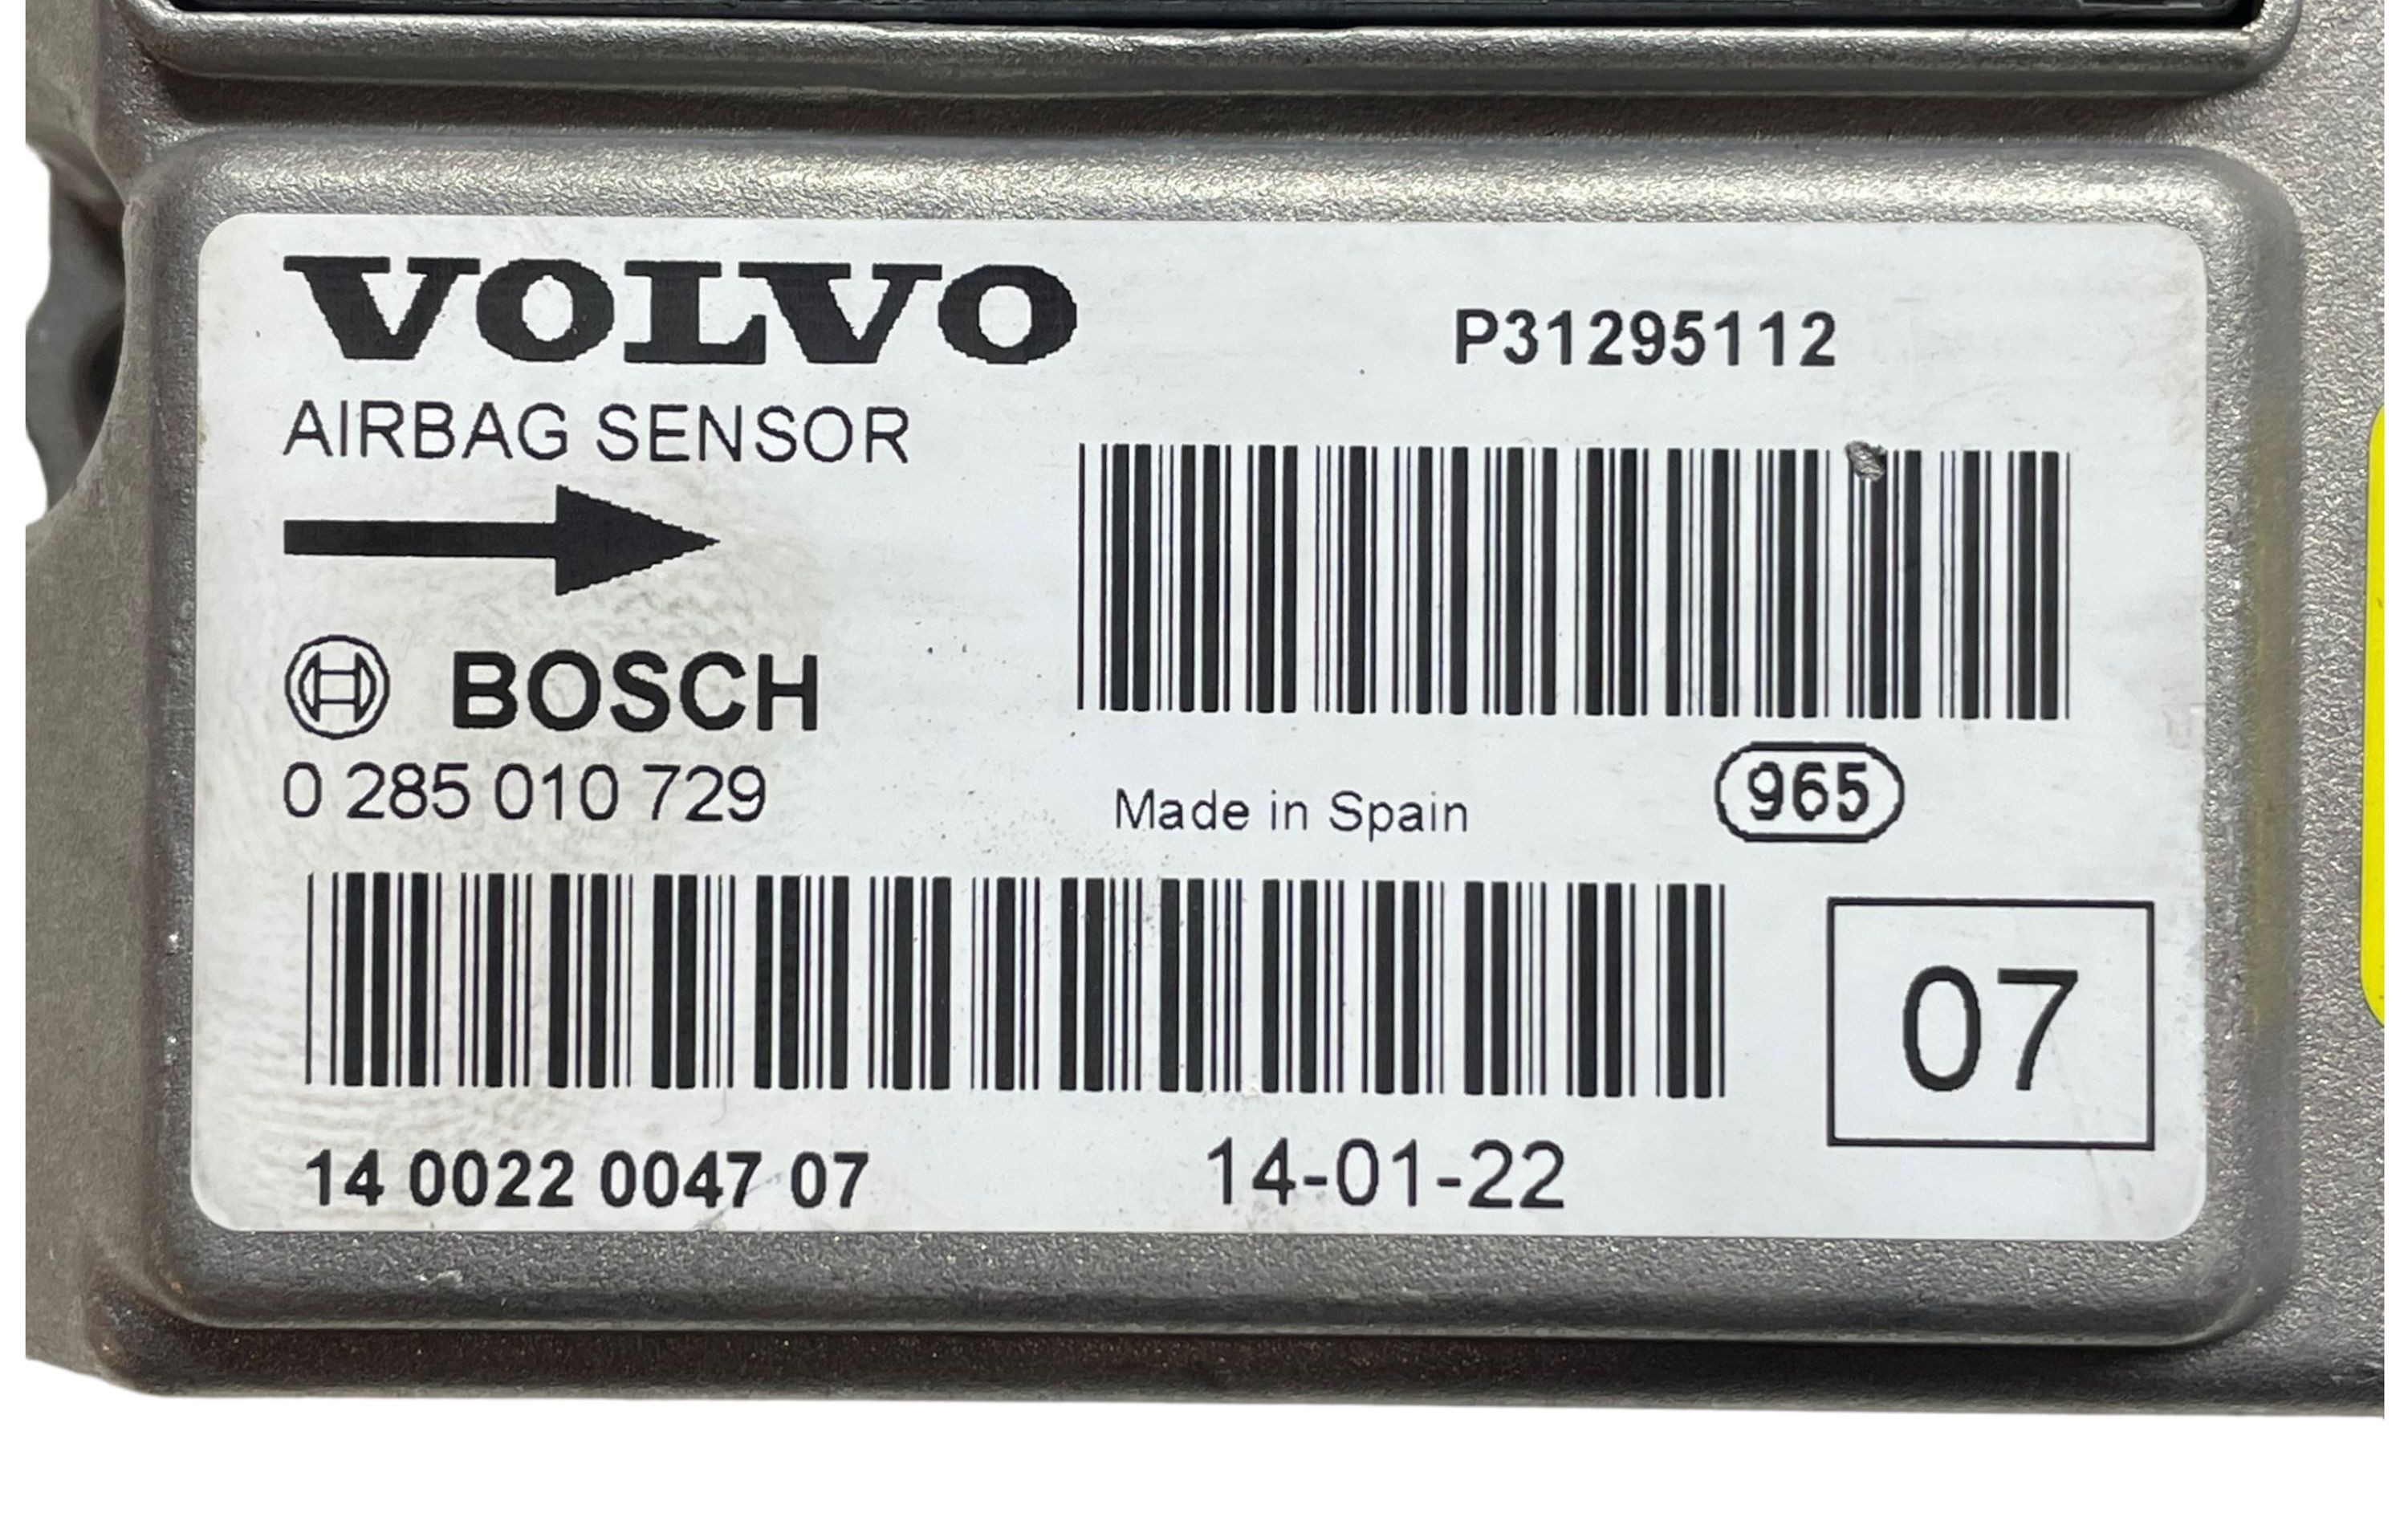 VOLVO
P31295112
AIRBAG SENSOR
BOSCH
0 285 010 729
Made in Spain
965
07
14 0022 0047 07
14-01-22